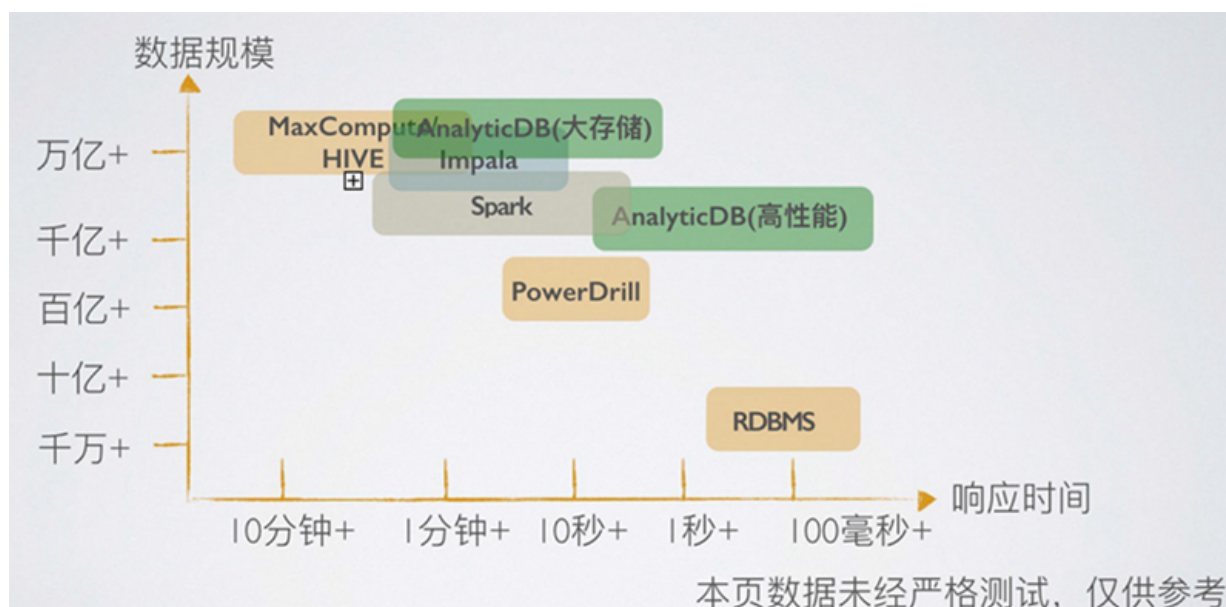 数据规模
MaxCompute/
HIVE
AnalyticDB(大存储)
Impala
万亿+
Spark
AnalyticDB(高性能)
千亿+
PowerDrill
百亿+
十亿+
RDBMS
千万+
响应时间
10分钟+
1分钟+
10秒+
1秒+
100毫秒+
本页数据未经严格测试，仅供参考